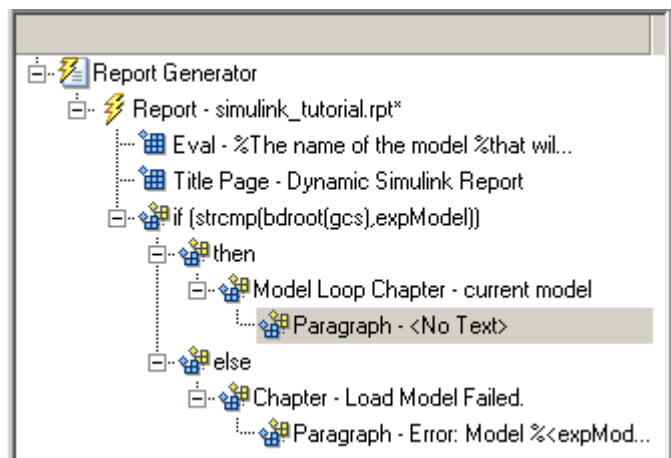 Report Generator
Report - simulink_tutorial.rpt*
Eval - %The name of the model %that wil...
Title Page - Dynamic Simulink Report
if (strcmp(bdroot(gcs),expModel))
then
Model Loop Chapter - current model
Paragraph - <No Text>
else
Chapter - Load Model Failed.
Paragraph - Error: Model %<expMod...